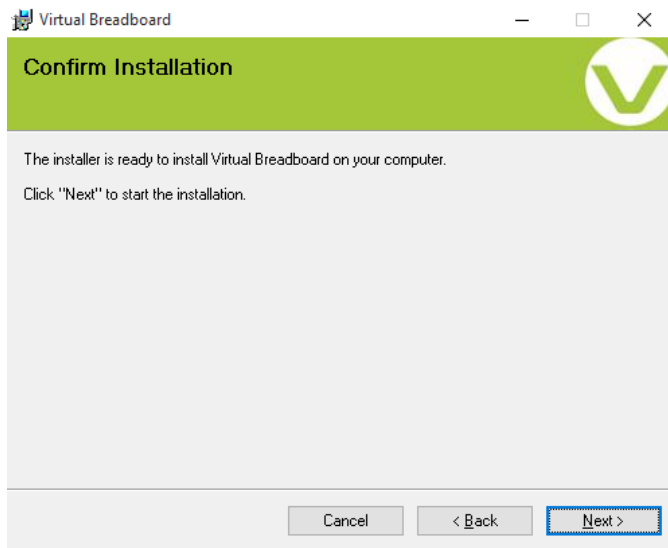 Virtual Breadboard
Confirm Installation
The installer is ready to install Virtual Breadboard on your computer.
Click "Next" to start the installation.
Cancel
< Back
Next >